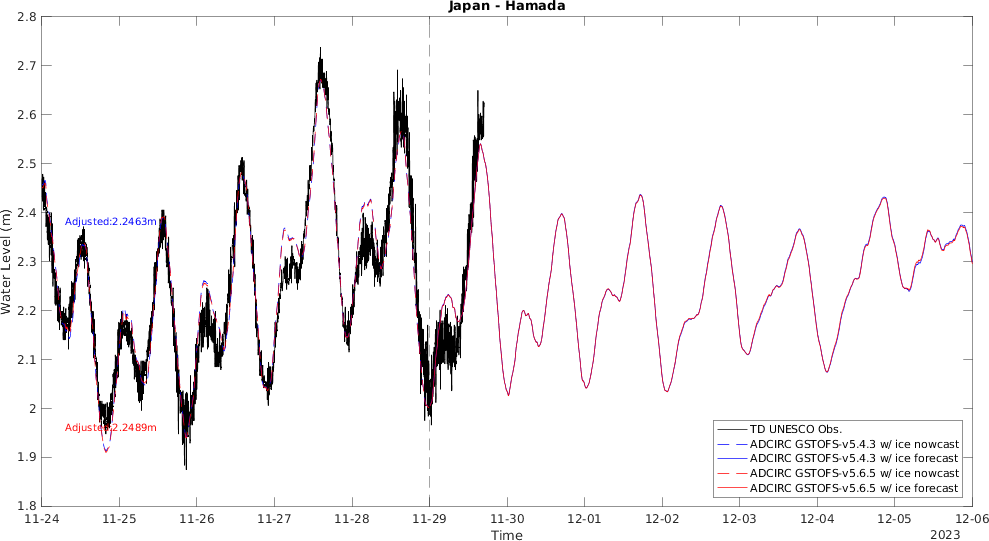 Japan - Hamada
2.8
2.7
2.6
2.5
2.4
2.3
2.2
2.1
2
1.9
1.8
Water Level (m)
Adjusted:2.2463m
Adjusted:2.2489m
TD UNESCO Obs.
ADCIRC GSTOFS-v5.4.3 w/ ice nowcast
ADCIRC GSTOFS-v5.4.3 w/ ice forecast
ADCIRC GSTOFS-v5.6.5 w/ ice nowcast
ADCIRC GSTOFS-v5.6.5 w/ ice forecast
11-24 11-25 11-26 11-27 11-28 11-29 11-30 12-01 12-02 12-03 12-04 12-05 12-06
Time
2023